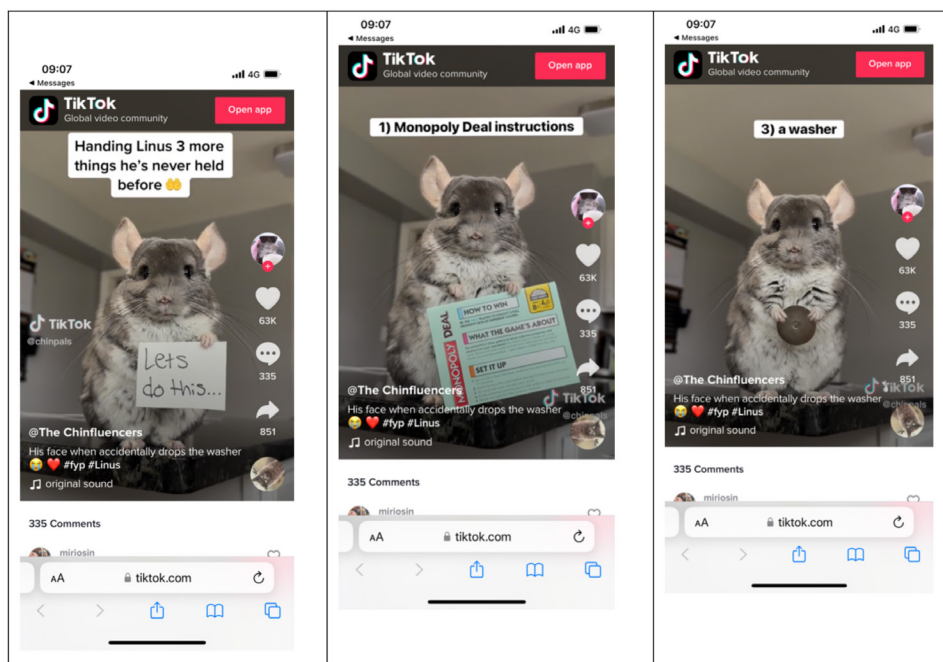 09:07
Messages
4G
TikTok
Global video community
Open app
Handing Linus 3 more
things he's never held
before 🤲
63K
TikTok
@chinpals
Lets
do this...
335
851
@The Chinfluencers
His face when accidentally drops the washer
😭 ❤️ #fyp #Linus
original sound
335 Comments
miriosin
AA
tiktok.com
09:07
Messages
4G
TikTok
Global video community
Open app
1) Monopoly Deal instructions
63K
335
MONOPOLY DEAL
HOW TO WIN
WHAT THE GAME'S ABOUT
SET IT UP
851
TikTok
@The Chinfluencers
His face when accidentally drops the washer
😭 ❤️ #fyp #Linus
original sound
335 Comments
miriosin
AA
tiktok.com
09:07
Messages
4G
TikTok
Global video community
Open app
3) a washer
63K
335
851
TikTok
@The Chinfluencers
@chinpals
His face when accidentally drops the washer
😭 ❤️ #fyp #Linus
original sound
335 Comments
miriosin
AA
tiktok.com